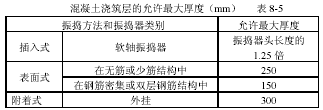 混凝土浇筑层的允许最大厚度（mm） 表 8-5
振捣方法和振捣器类别 允许最大厚度
插入式 软轴振捣器 振捣器头长度的
1.25 倍
表面式 在无筋或少筋结构中 250
在钢筋密集或双层钢筋结构中 150
附着式 外挂 300